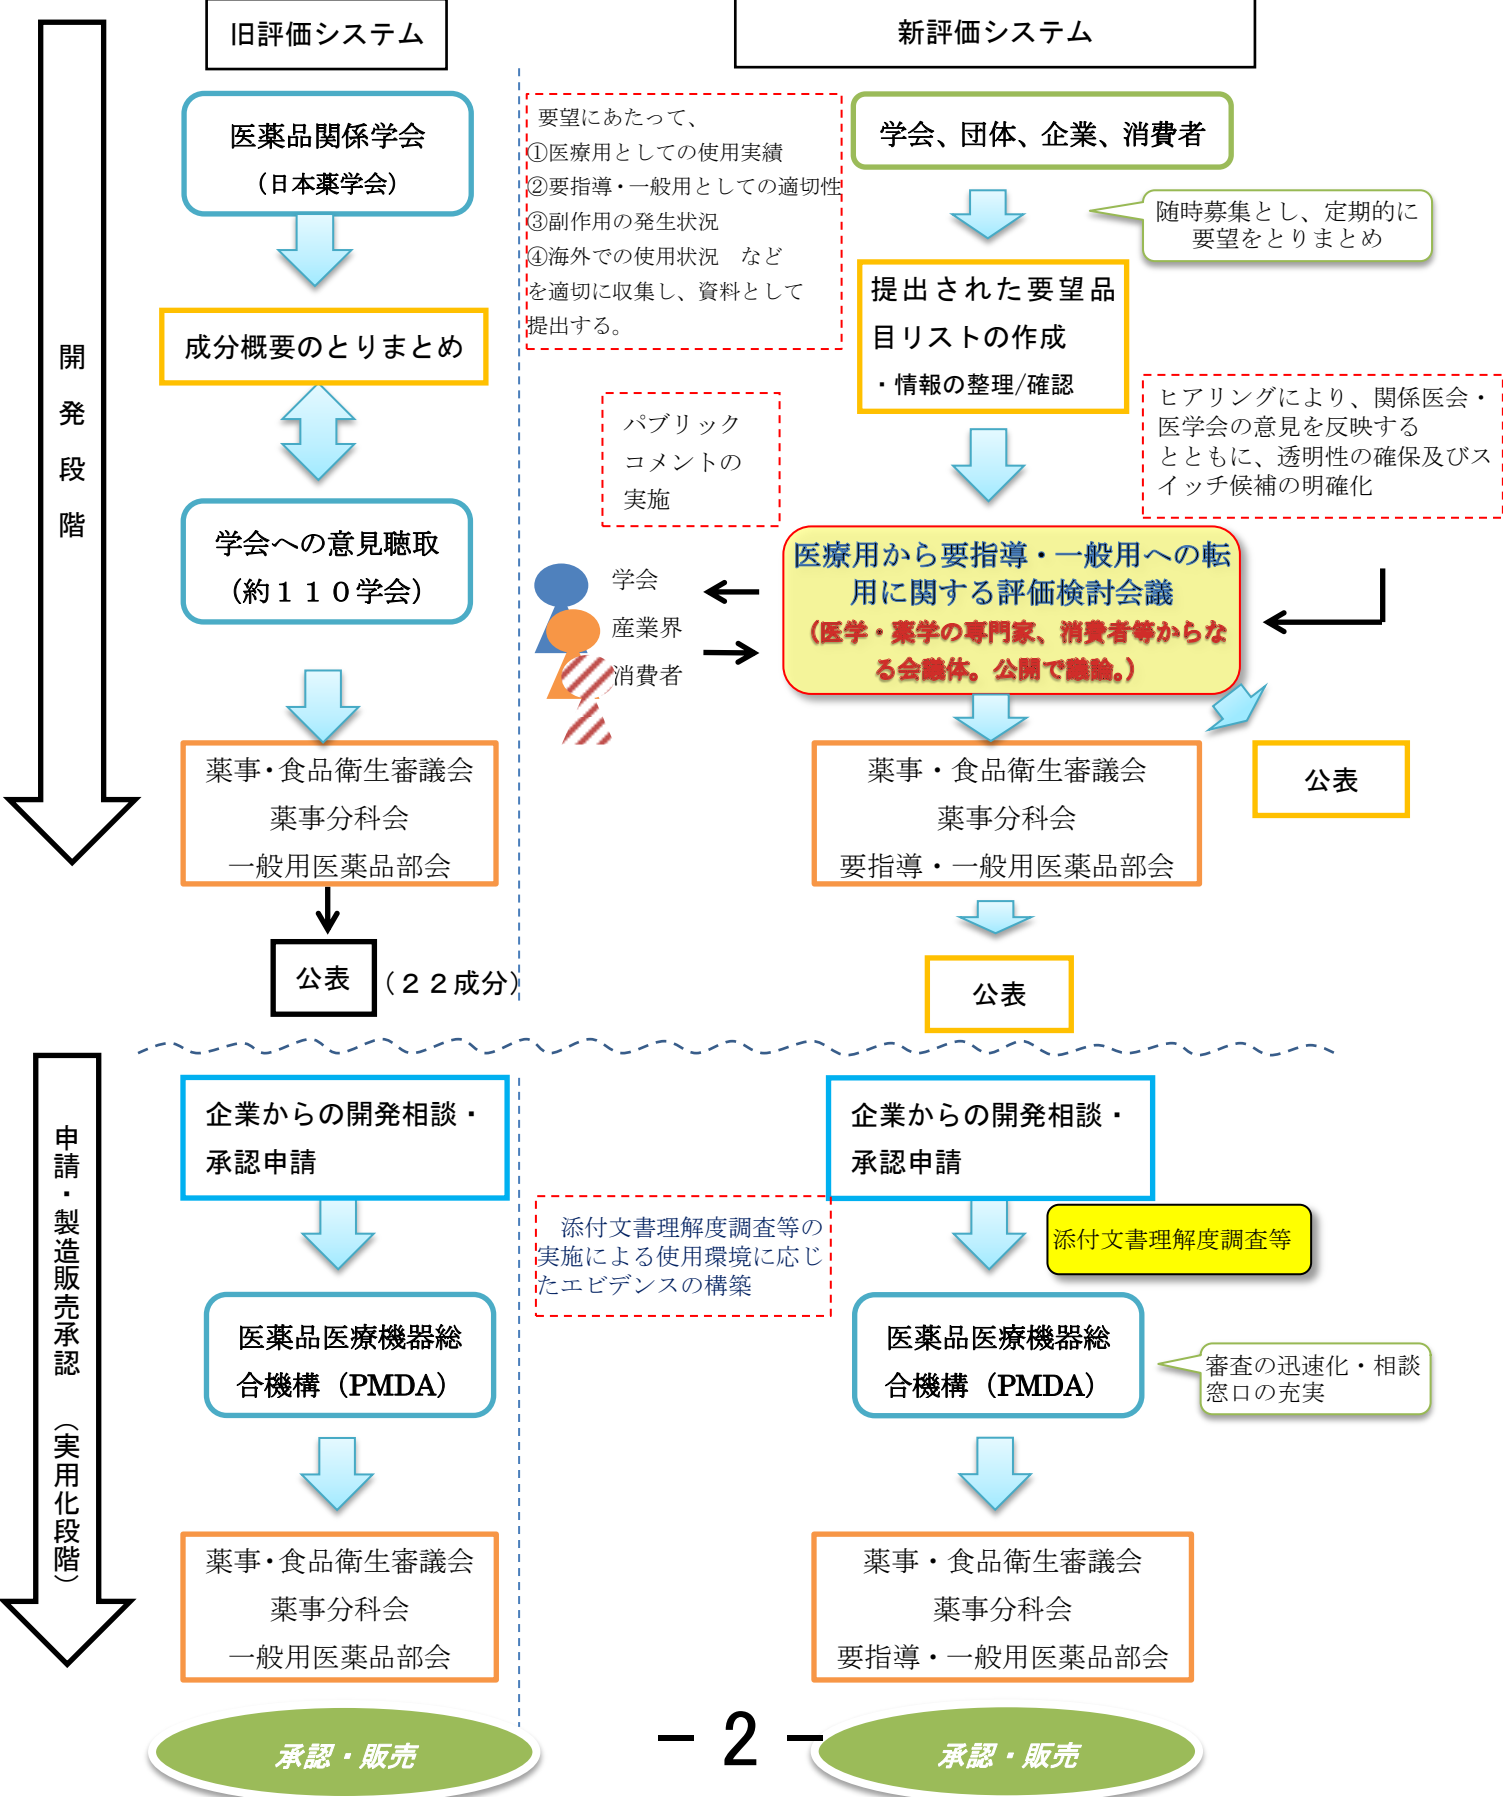 旧評価システム
新評価システム
開発段階
医薬品関係学会
（日本薬学会）
成分概要のとりまとめ
学会への意見聴取
（約１１０学会）
薬事・食品衛生審議会
薬事分科会
一般用医薬品部会
公表
（２２成分）
要望にあたって、
①医療用としての使用実績
②要指導・一般用としての適切性
③副作用の発生状況
④海外での使用状況　など
を適切に収集し、資料として
提出する。
学会、団体、企業、消費者
随時募集とし、定期的に
要望をとりまとめ
提出された要望品
目リストの作成
・情報の整理/確認
パブリック
コメントの
実施
ヒアリングにより、関係医会・
医学会の意見を反映する
とともに、透明性の確保及びス
イッチ候補の明確化
学会
産業界
消費者
医療用から要指導・一般用への転
用に関する評価検討会議
（医学・薬学の専門家、消費者等からな
る会議体。公開で議論。）
薬事・食品衛生審議会
薬事分科会
要指導・一般用医薬品部会
公表
公表
申請・製造販売承認　（実用化段階）
企業からの開発相談・
承認申請
医薬品医療機器総
合機構（PMDA）
薬事・食品衛生審議会
薬事分科会
一般用医薬品部会
承認・販売
企業からの開発相談・
承認申請
添付文書理解度調査等の
実施による使用環境に応じ
たエビデンスの構築
添付文書理解度調査等
医薬品医療機器総
合機構（PMDA）
審査の迅速化・相談
窓口の充実
薬事・食品衛生審議会
薬事分科会
要指導・一般用医薬品部会
承認・販売
－ 2 －